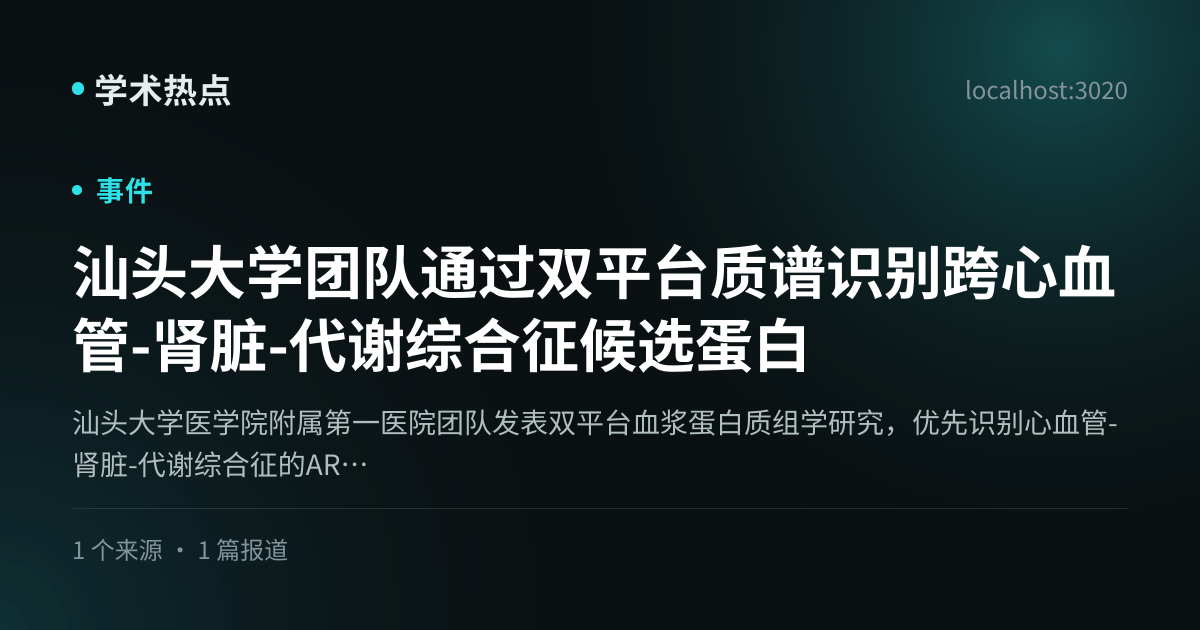 学术热点
localhost:3020
事件
汕头大学团队通过双平台质谱识别跨心血
管-肾脏-代谢综合征候选蛋白
汕头大学医学院附属第一医院团队发表双平台血浆蛋白质组学研究，优先识别心血管-
肾脏-代谢综合征的AR…
1 个来源 · 1 篇报道